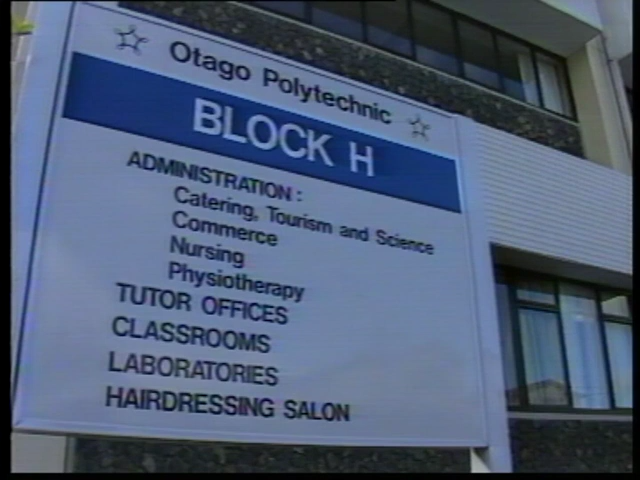 Otago Polytechnic
BLOCK H
ADMINISTRATION :
Catering, Tourism and Science
Commerce
Nursing
Physiotherapy
TUTOR OFFICES
CLASSROOMS
LABORATORIES
HAIRDRESSING SALON